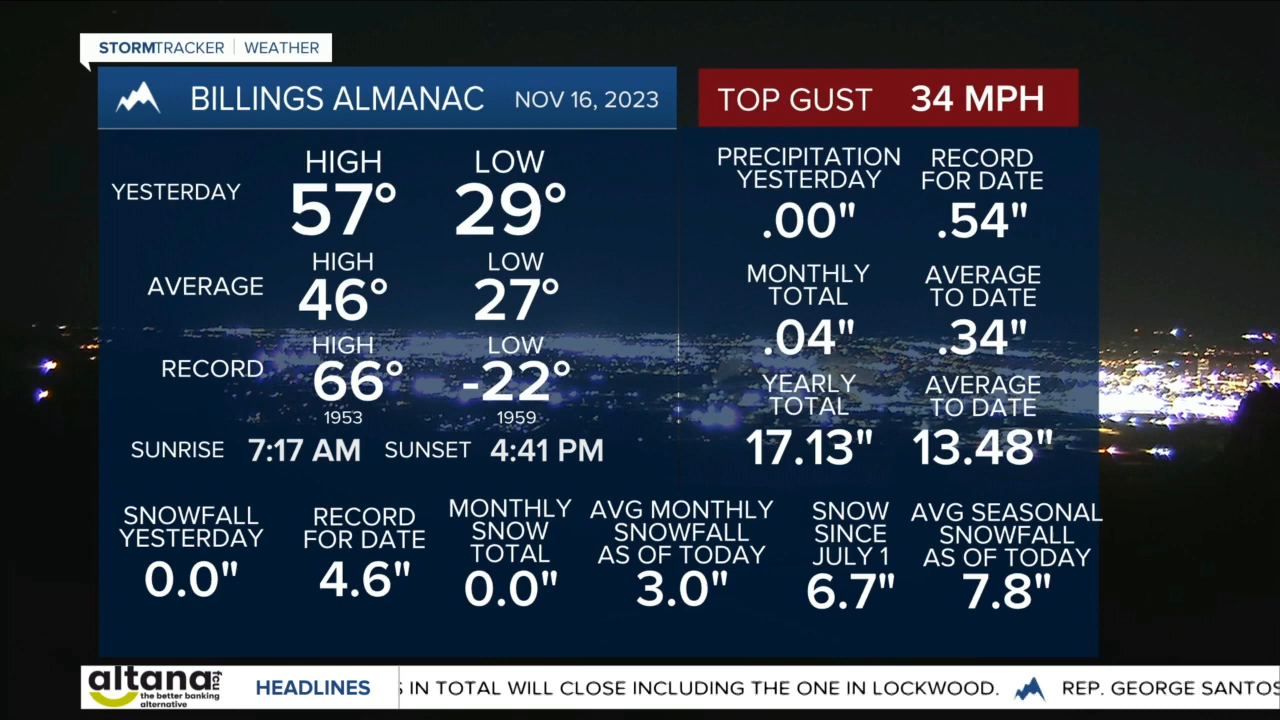 STORMTRACKER | WEATHER
BILLINGS ALMANAC NOV 16, 2023
TOP GUST 34 MPH
HIGH LOW
YESTERDAY 57° 29°
HIGH LOW
AVERAGE 46° 27°
HIGH LOW
RECORD 66° -22°
1953 1959
SUNRISE 7:17 AM SUNSET 4:41 PM
PRECIPITATION
YESTERDAY
.00"
RECORD
FOR DATE
.54"
MONTHLY
TOTAL
.04"
AVERAGE
TO DATE
.34"
YEARLY
TOTAL
17.13"
AVERAGE
TO DATE
13.48"
SNOWFALL
YESTERDAY
0.0"
RECORD
FOR DATE
4.6"
MONTHLY
SNOW
TOTAL
0.0"
AVG MONTHLY
SNOWFALL
AS OF TODAY
3.0"
SNOW
SINCE
JULY 1
6.7"
AVG SEASONAL
SNOWFALL
AS OF TODAY
7.8"
altana fcu
the better banking
alternative
HEADLINES
IN TOTAL WILL CLOSE INCLUDING THE ONE IN LOCKWOOD. REP. GEORGE SANTOS